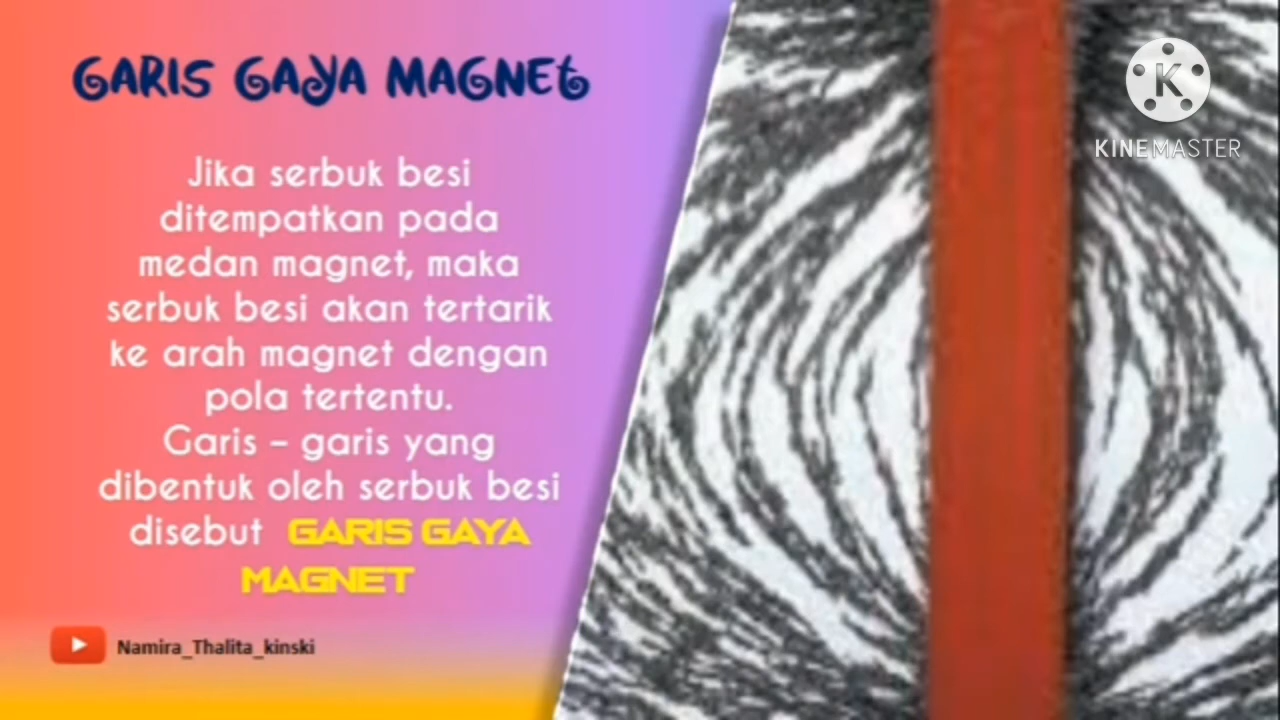 GARIS GAYA MAGNET
Jika serbuk besi
ditempatkan pada
medan magnet, maka
serbuk besi akan tertarik
ke arah magnet dengan
pola tertentu.
Garis – garis yang
dibentuk oleh serbuk besi
disebut GARIS GAYA
MAGNET
Namira_Thalita_kinski
K
KINEMASTER